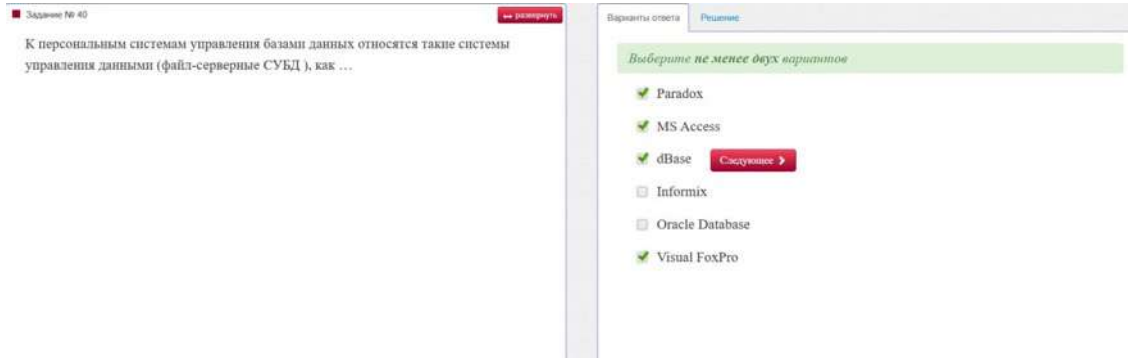 Задание № 40
развернуть
К персональным системам управления базами данных относятся такие системы
управления данными (файл-серверные СУБД ), как …
Варианты ответа
Решение
Выберите не менее двух вариантов
Paradox
MS Access
dBase
Следующее
Informix
Oracle Database
Visual FoxPro